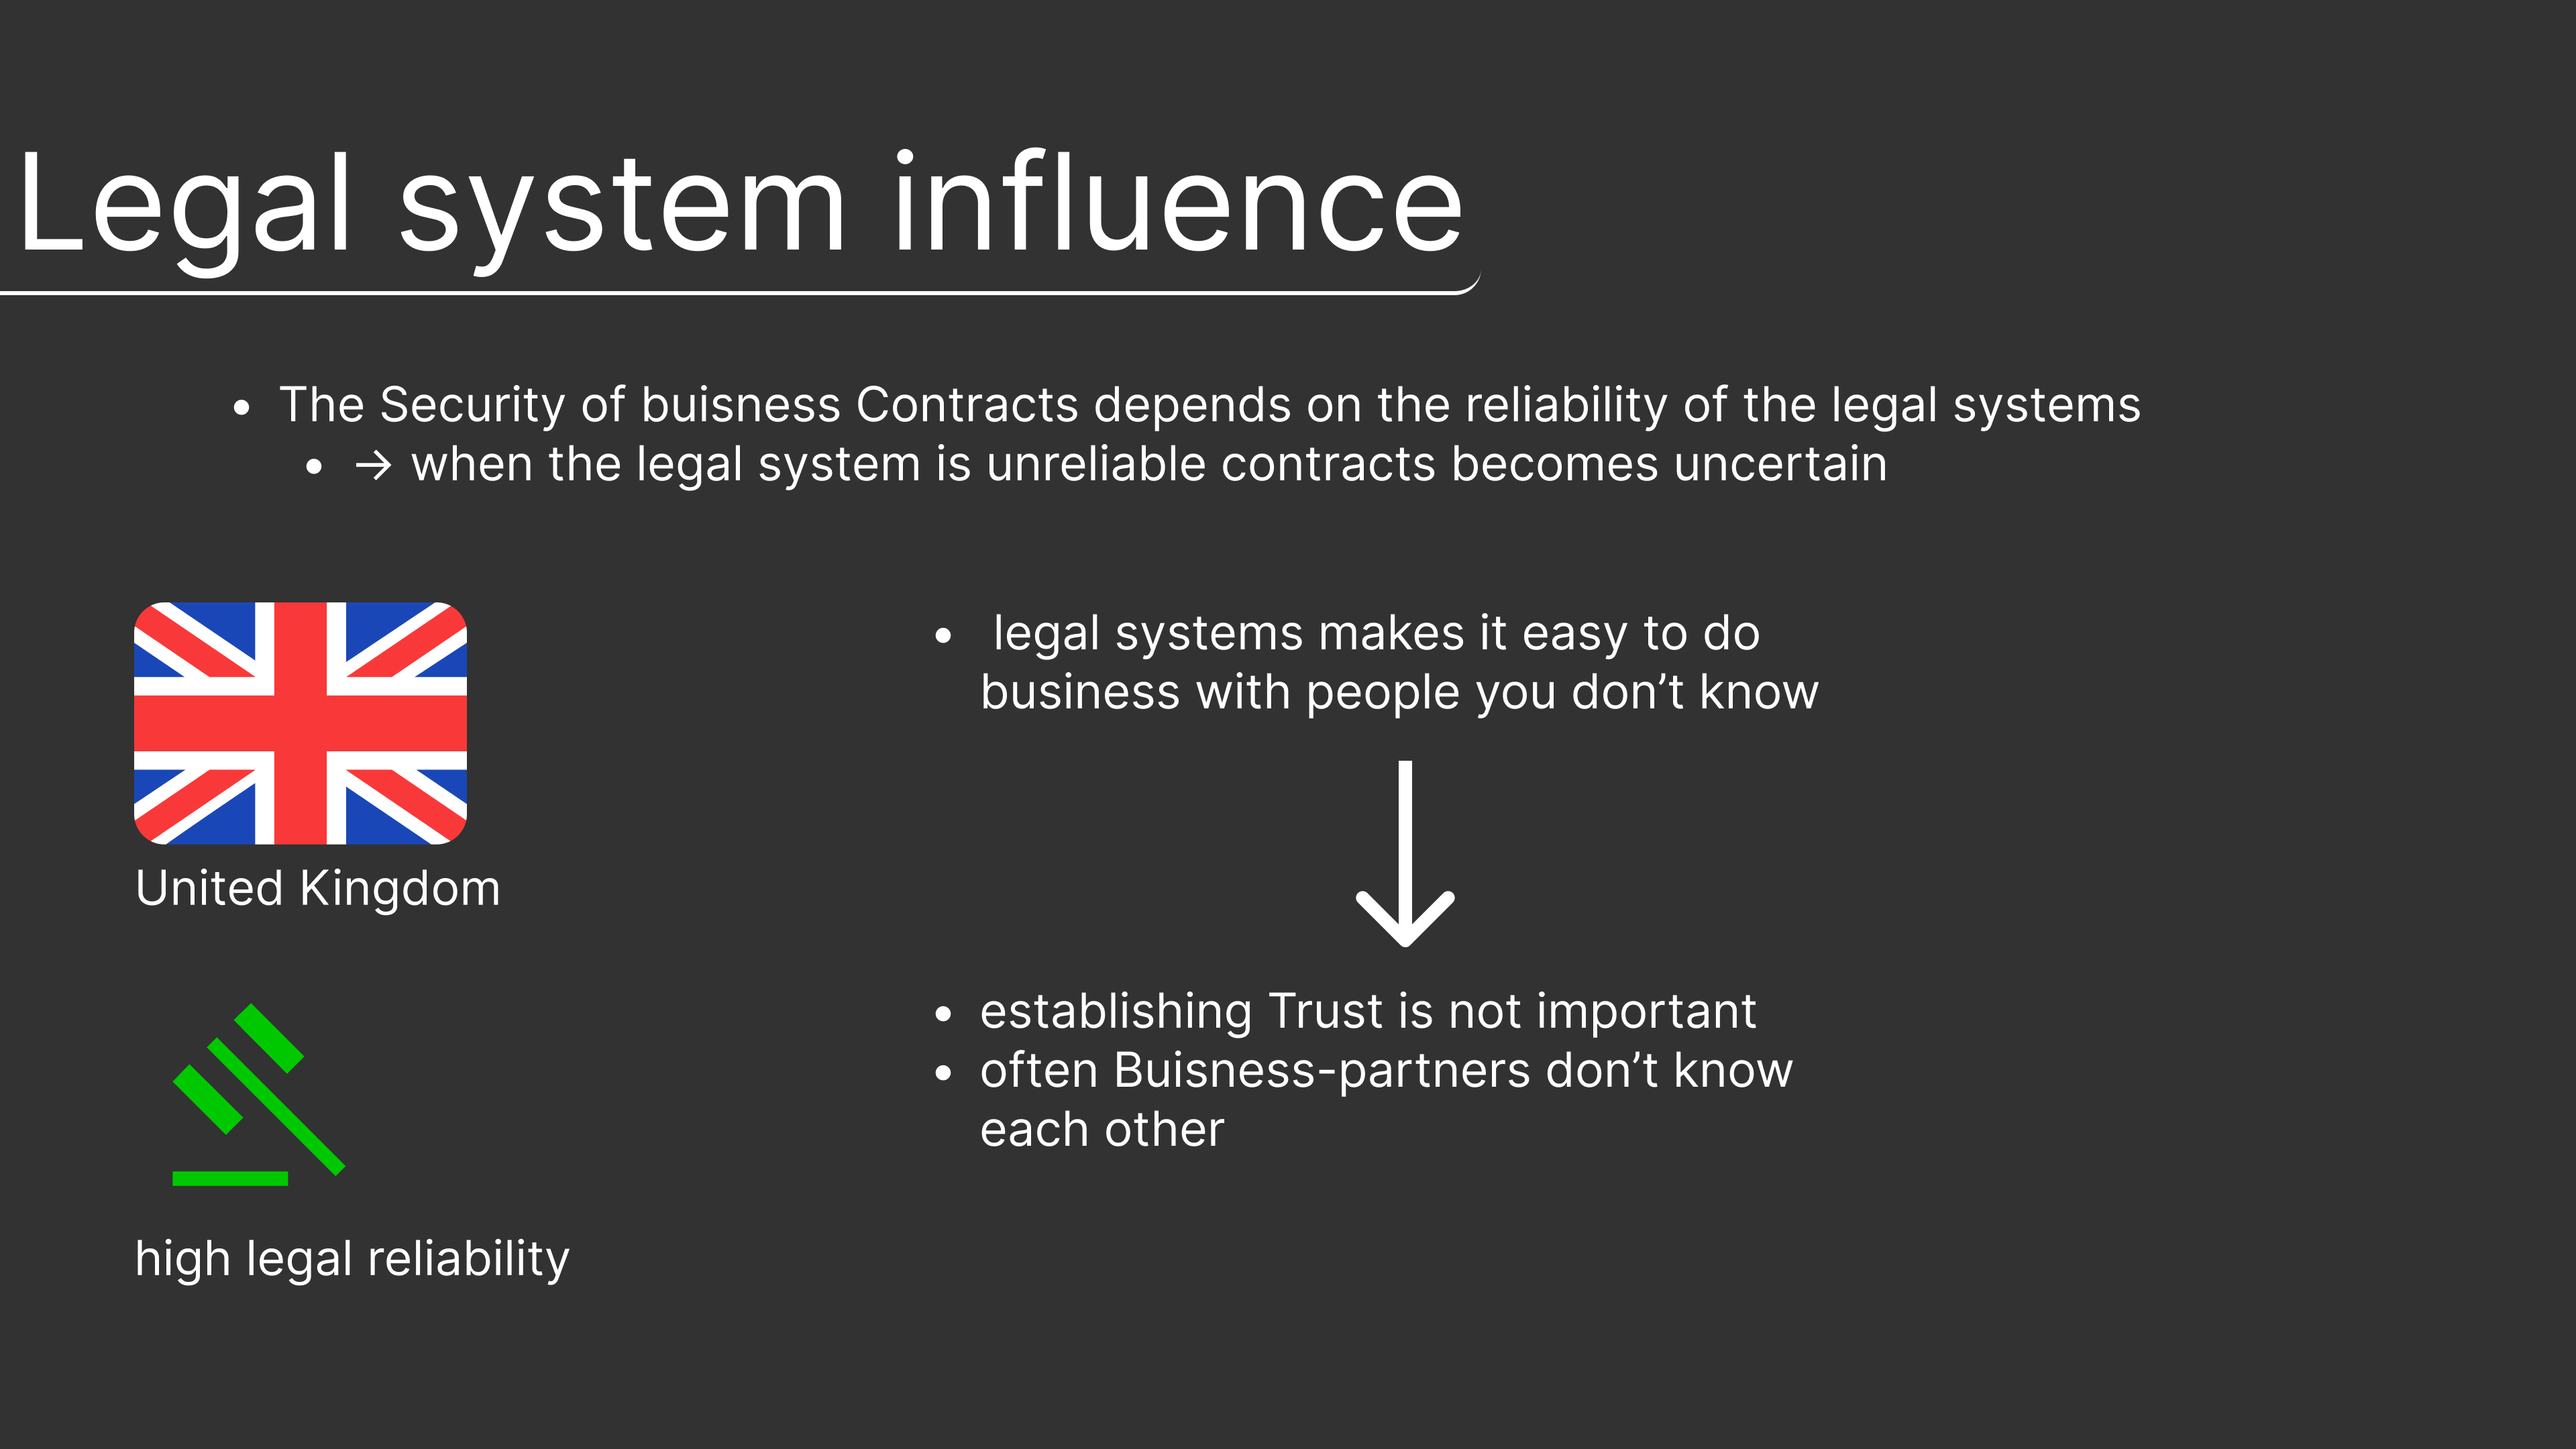 Legal system influence
• The Security of buisness Contracts depends on the reliability of the legal systems
• → when the legal system is unreliable contracts becomes uncertain
• legal systems makes it easy to do
business with people you don’t know
United Kingdom
• establishing Trust is not important
• often Buisness-partners don’t know
each other
high legal reliability